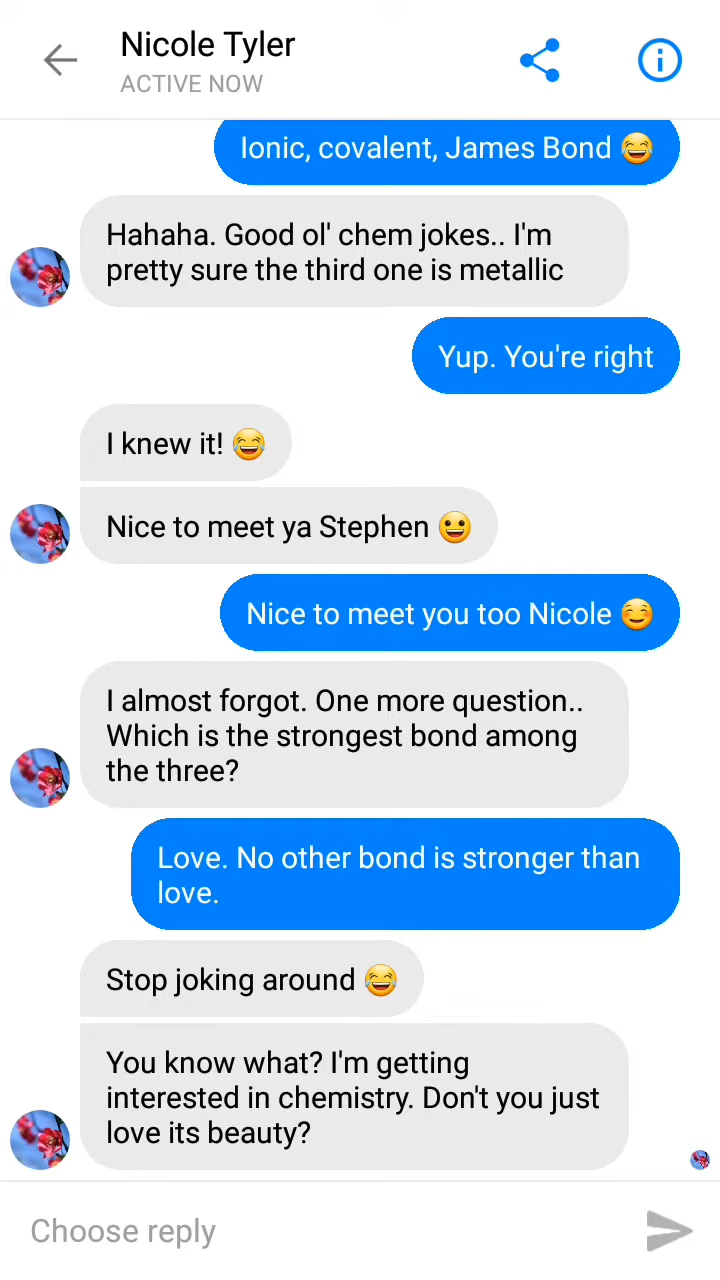 Nicole Tyler
ACTIVE NOW
Ionic, covalent, James Bond 😂
Hahaha. Good ol' chem jokes.. I'm
pretty sure the third one is metallic
Yup. You're right
I knew it! 😂
Nice to meet ya Stephen 😀
Nice to meet you too Nicole ☺️
I almost forgot. One more question..
Which is the strongest bond among
the three?
Love. No other bond is stronger than
love.
Stop joking around 😂
You know what? I'm getting
interested in chemistry. Don't you just
love its beauty?
Choose reply